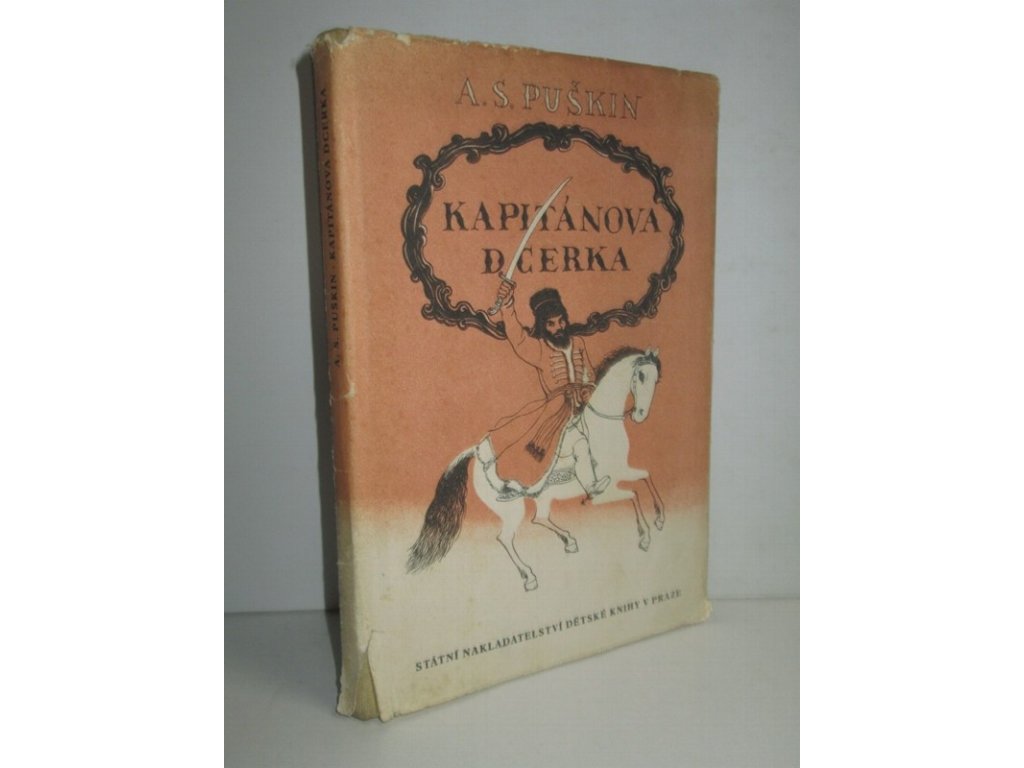 A. S. PUŠKIN
KAPITÁNOVA
DCERKA
STÁTNÍ NAKLADATELSTVÍ DĚTSKÉ KNIHY V PRAZE
A. S. PUŠKIN · KAPITÁNOVA DCERKA